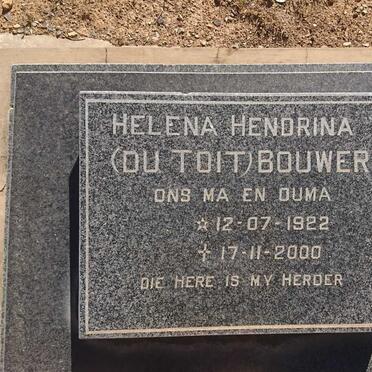 HELENA HENDRINA
(DU TOIT) BOUWER
ONS MA EN OUMA
☆ 12-07-1922
✝ 17-11-2000
DIE HERE IS MY HERDER